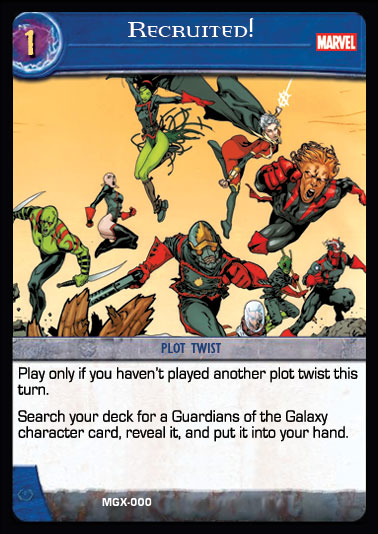 1
RECRUITED!
MARVEL
PLOT TWIST
Play only if you haven't played another plot twist this
turn.
Search your deck for a Guardians of the Galaxy
character card, reveal it, and put it into your hand.
MGX-000